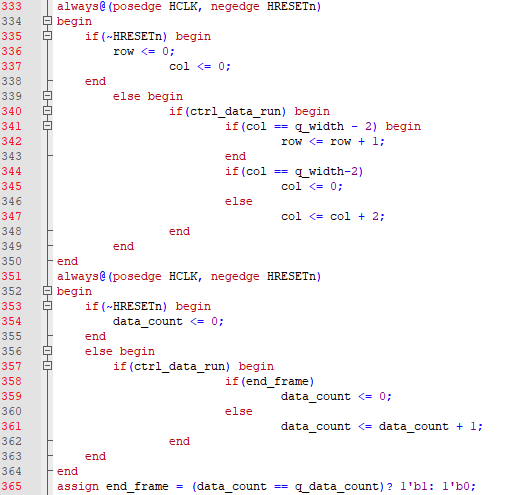 333 always@(posedge HCLK, negedge HRESETn)
334 begin
335 if(~HRESETn) begin
336 row <= 0;
337 col <= 0;
338 end
339 else begin
340 if(ctrl_data_run) begin
341 if(col == q_width - 2) begin
342 row <= row + 1;
343 end
344 if(col == q_width-2)
345 col <= 0;
346 else
347 col <= col + 2;
348 end
349 end
350 end
351 always@(posedge HCLK, negedge HRESETn)
352 begin
353 if(~HRESETn) begin
354 data_count <= 0;
355 end
356 else begin
357 if(ctrl_data_run) begin
358 if(end_frame)
359 data_count <= 0;
360 else
361 data_count <= data_count + 1;
362 end
363 end
364 end
365 assign end_frame = (data_count == q_data_count)? 1'b1: 1'b0;